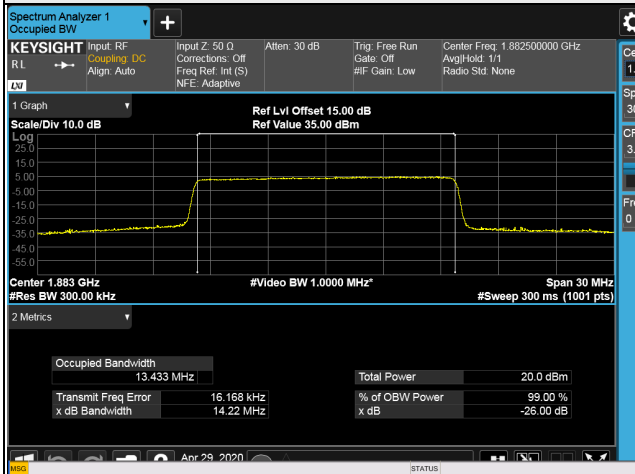 Spectrum Analyzer 1
Occupied BW
KEYSIGHT
RL
LXI
Input: RF
Coupling: DC
Align: Auto
Input Z: 50 Ω
Corrections: Off
Freq Ref: Int (S)
NFE: Adaptive
Atten: 30 dB
Trig: Free Run
Gate: Off
#IF Gain: Low
Center Freq: 1.882500000 GHz
Avg|Hold: 1/1
Radio Std: None
1 Graph
Scale/Div 10.0 dB
Ref Lvl Offset 15.00 dB
Ref Value 35.00 dBm
Log
25.0
15.0
5.00
-5.00
-15.0
-25.0
-35.0
-45.0
-55.0
Center 1.883 GHz
#Res BW 300.00 kHz
#Video BW 1.0000 MHz*
Span 30 MHz
#Sweep 300 ms (1001 pts)
2 Metrics
Occupied Bandwidth
13.433 MHz
Total Power 20.0 dBm
Transmit Freq Error 16.168 kHz
% of OBW Power 99.00 %
x dB Bandwidth 14.22 MHz
x dB -26.00 dB
Apr 29, 2020
MSG
STATUS